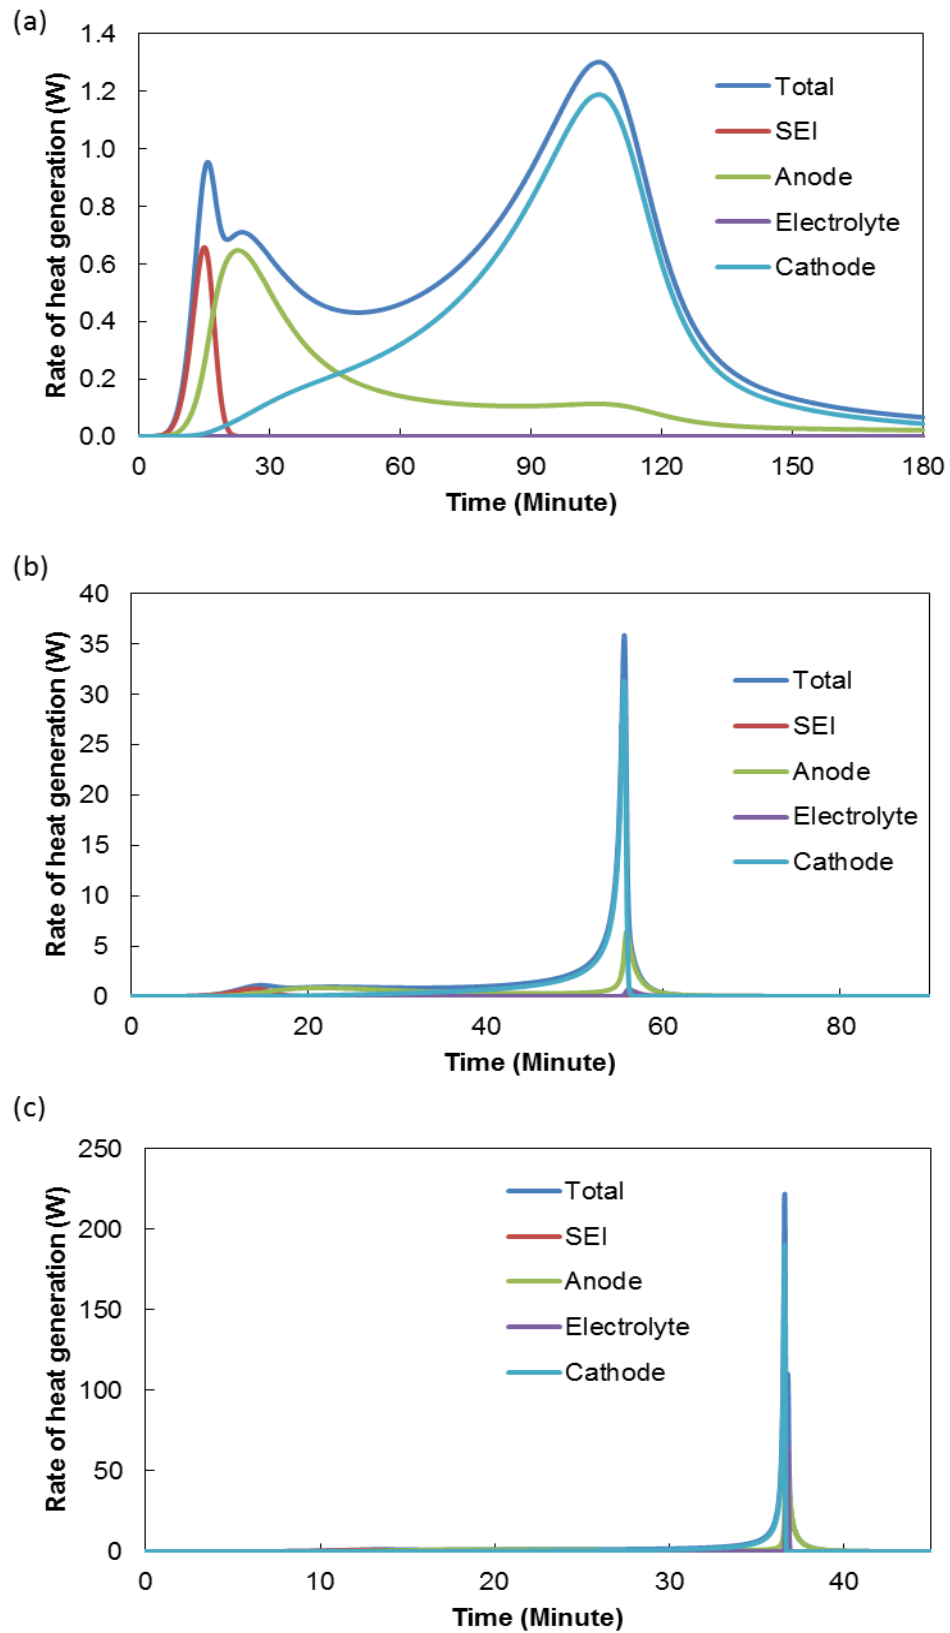 (a)
Rate of heat generation (W)
1.4
1.2
1.0
0.8
0.6
0.4
0.2
0.0
Total
SEI
Anode
Electrolyte
Cathode
0 30 60 90 120 150 180
Time (Minute)
(b)
Rate of heat generation (W)
40
35
30
25
20
15
10
5
0
Total
SEI
Anode
Electrolyte
Cathode
0 20 40 60 80
Time (Minute)
(c)
Rate of heat generation (W)
250
200
150
100
50
0
Total
SEI
Anode
Electrolyte
Cathode
0 10 20 30 40
Time (Minute)